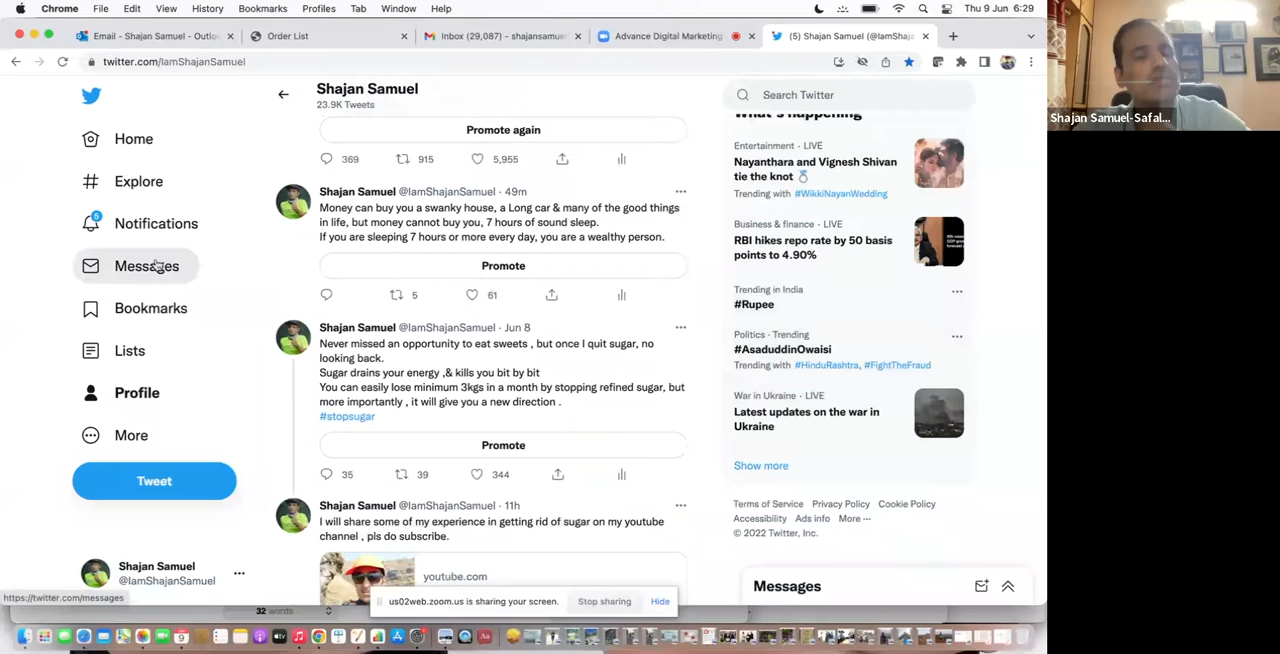 Chrome File Edit View History Bookmarks Profiles Tab Window Help Thu 9 Jun 6:29
Email - Shajan Samuel - Outlo
Order List
Inbox (29,087) - shajansamue
Advance Digital Marketing
(5) Shajan Samuel (@IamShaja
twitter.com/IamShajanSamuel
Home
Explore
5
Notifications
Messages
Bookmarks
Lists
Profile
More
Tweet
Shajan Samuel
@IamShajanSamuel
https://twitter.com/messages
Shajan Samuel
23.9K Tweets
Promote again
369 915 5,955
Shajan Samuel @IamShajanSamuel · 49m
Money can buy you a swanky house, a Long car & many of the good things
in life, but money cannot buy you, 7 hours of sound sleep.
If you are sleeping 7 hours or more every day, you are a wealthy person.
Promote
5 61
Shajan Samuel @IamShajanSamuel · Jun 8
Never missed an opportunity to eat sweets , but once I quit sugar, no
looking back.
Sugar drains your energy ,& kills you bit by bit
You can easily lose minimum 3kgs in a month by stopping refined sugar, but
more importantly , it will give you a new direction .
#stopsugar
Promote
35 39 344
Shajan Samuel @IamShajanSamuel · 11h
I will share some of my experience in getting rid of sugar on my youtube
channel , pls do subscribe.
youtube.com
us02web.zoom.us is sharing your screen. Stop sharing Hide
32 words
Search Twitter
What's happening
Entertainment · LIVE
Nayanthara and Vignesh Shivan
tie the knot
Trending with #WikkiNayanWedding
Business & finance · LIVE
RBI hikes repo rate by 50 basis
points to 4.90%
Trending in India
#Rupee
Politics · Trending
#AsaduddinOwaisi
Trending with #HinduRashtra, #FightTheFraud
War in Ukraine · LIVE
Latest updates on the war in
Ukraine
Show more
Terms of Service Privacy Policy Cookie Policy
Accessibility Ads info More ···
© 2022 Twitter, Inc.
Messages
Shajan Samuel-Safal...